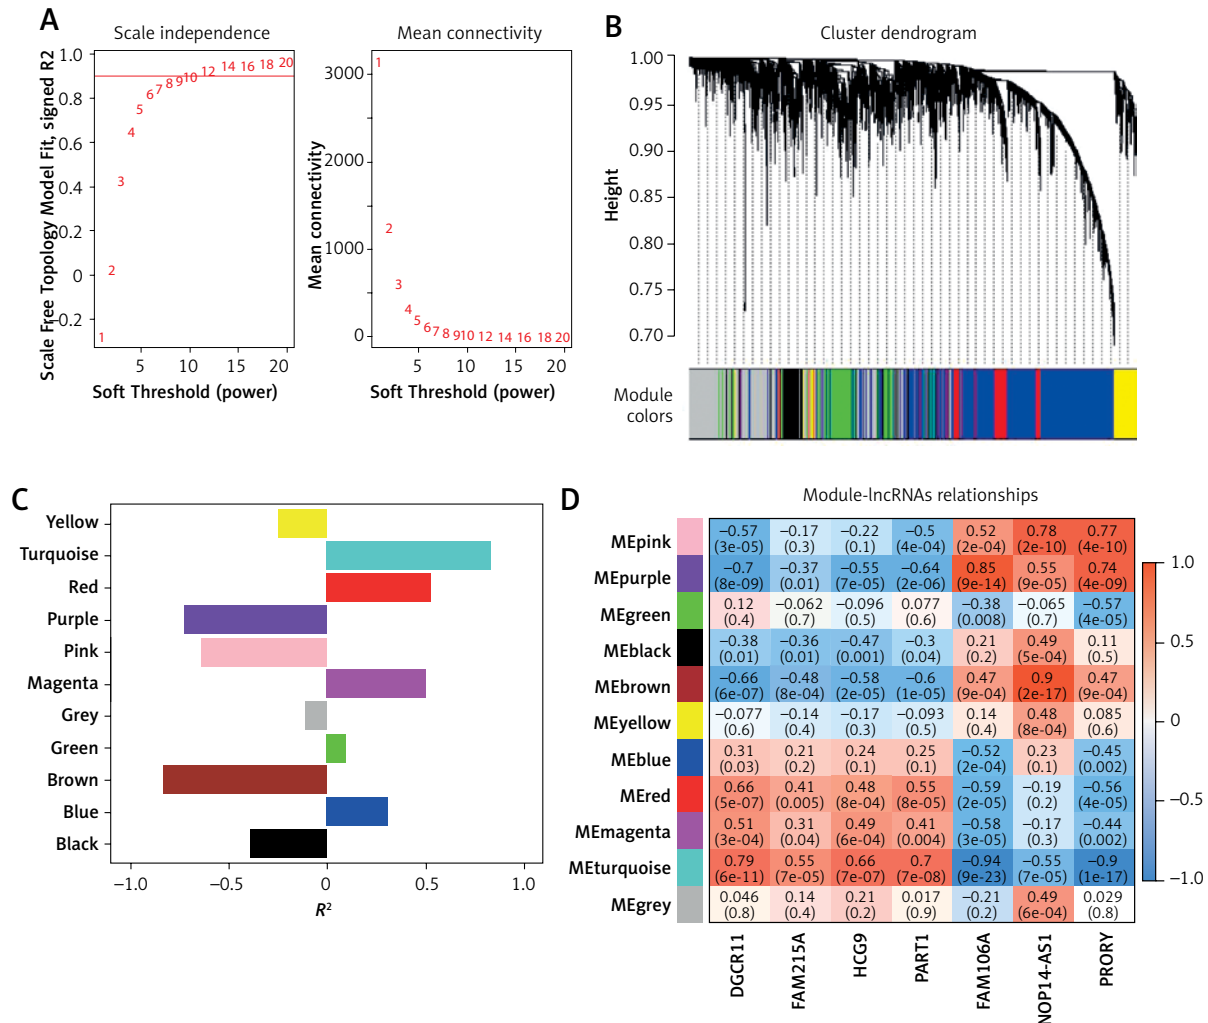 A
Scale independence
Scale Free Topology Model Fit, signed R2
1.0
0.8
0.6
0.4
0.2
0
−0.2
1
2
3
4
5
6
7
8
9
10
12
14
16
18
20
5 10 15 20
Soft Threshold (power)
Mean connectivity
Mean connectivity
3000
2000
1000
0
1
2
3
4
5
6
7
8
9
10
12
14
16
18
20
5 10 15 20
Soft Threshold (power)
B
Cluster dendrogram
Height
1.00
0.95
0.90
0.85
0.80
0.75
0.70
Module
colors
C
Yellow
Turquoise
Red
Purple
Pink
Magenta
Grey
Green
Brown
Blue
Black
−1.0 −0.5 0 0.5 1.0
R²
D
Module-lncRNAs relationships
MEpink −0.57 −0.17 −0.22 −0.5 0.52 0.78 0.77
(3e-05) (0.3) (0.1) (4e-04) (2e-04) (2e-10) (4e-10)
MEpurple −0.7 −0.37 −0.55 −0.64 0.85 0.55 0.74
(8e-09) (0.01) (7e-05) (2e-06) (9e-14) (9e-05) (4e-09)
MEgreen 0.12 −0.062 −0.096 0.077 −0.38 −0.065 −0.57
(0.4) (0.7) (0.5) (0.6) (0.008) (0.7) (4e-05)
MEblack −0.38 −0.36 −0.47 −0.3 0.21 0.49 0.11
(0.01) (0.01) (0.001) (0.04) (0.2) (5e-04) (0.5)
MEbrown −0.66 −0.48 −0.58 −0.6 0.47 0.9 0.47
(6e-07) (8e-04) (2e-05) (1e-05) (9e-04) (2e-17) (9e-04)
MEyellow −0.077 −0.14 −0.17 −0.093 0.14 0.48 0.085
(0.6) (0.4) (0.3) (0.5) (0.4) (8e-04) (0.6)
MEblue 0.31 0.21 0.24 0.25 −0.52 0.23 −0.45
(0.03) (0.2) (0.1) (0.1) (2e-04) (0.1) (0.002)
MEred 0.66 0.41 0.48 0.55 −0.59 −0.19 −0.56
(5e-07) (0.005) (8e-04) (8e-05) (2e-05) (0.2) (4e-05)
MEmagenta 0.51 0.31 0.49 0.41 −0.58 −0.17 −0.44
(3e-04) (0.04) (6e-04) (0.004) (3e-05) (0.3) (0.002)
MEturquoise 0.79 0.55 0.66 0.7 −0.94 −0.55 −0.9
(6e-11) (7e-05) (7e-07) (7e-08) (9e-23) (7e-05) (1e-17)
MEgrey 0.046 0.14 0.21 0.017 −0.21 0.49 0.029
(0.8) (0.4) (0.2) (0.9) (0.2) (6e-04) (0.8)
DGCR11
FAM215A
HCG9
PART1
FAM106A
NOP14-AS1
PRORY
1.0
0.5
0
−0.5
−1.0